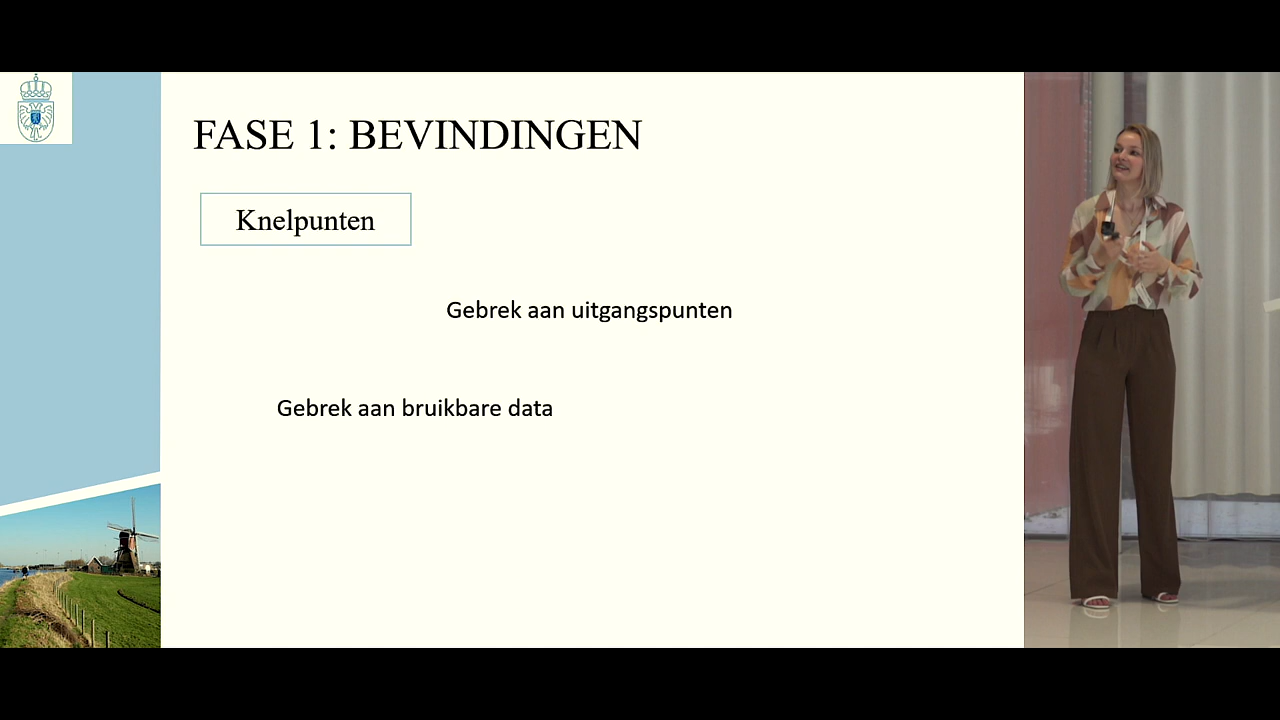 FASE 1: BEVINDINGEN
Knelpunten
Gebrek aan uitgangspunten
Gebrek aan bruikbare data